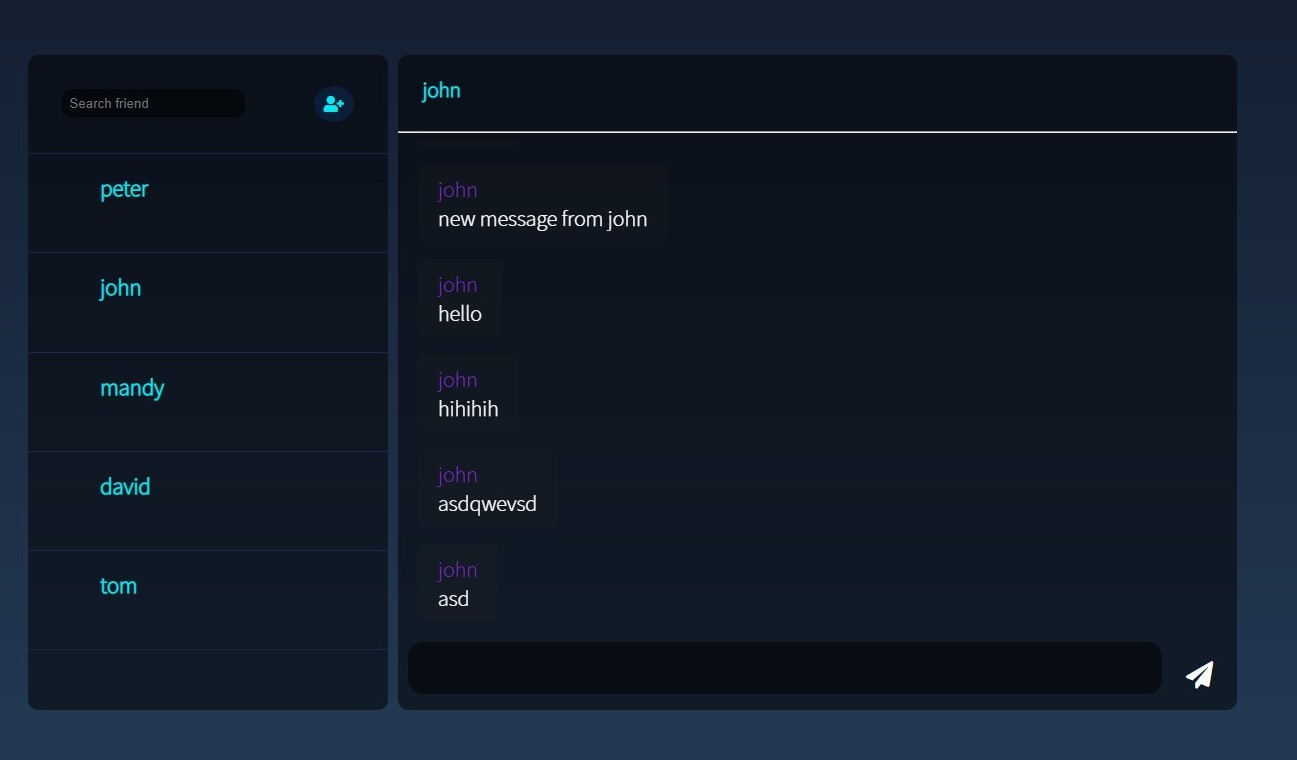 Search friend
peter
john
mandy
david
tom
john
john
new message from john
john
hello
john
hihihih
john
asdqwevsd
john
asd